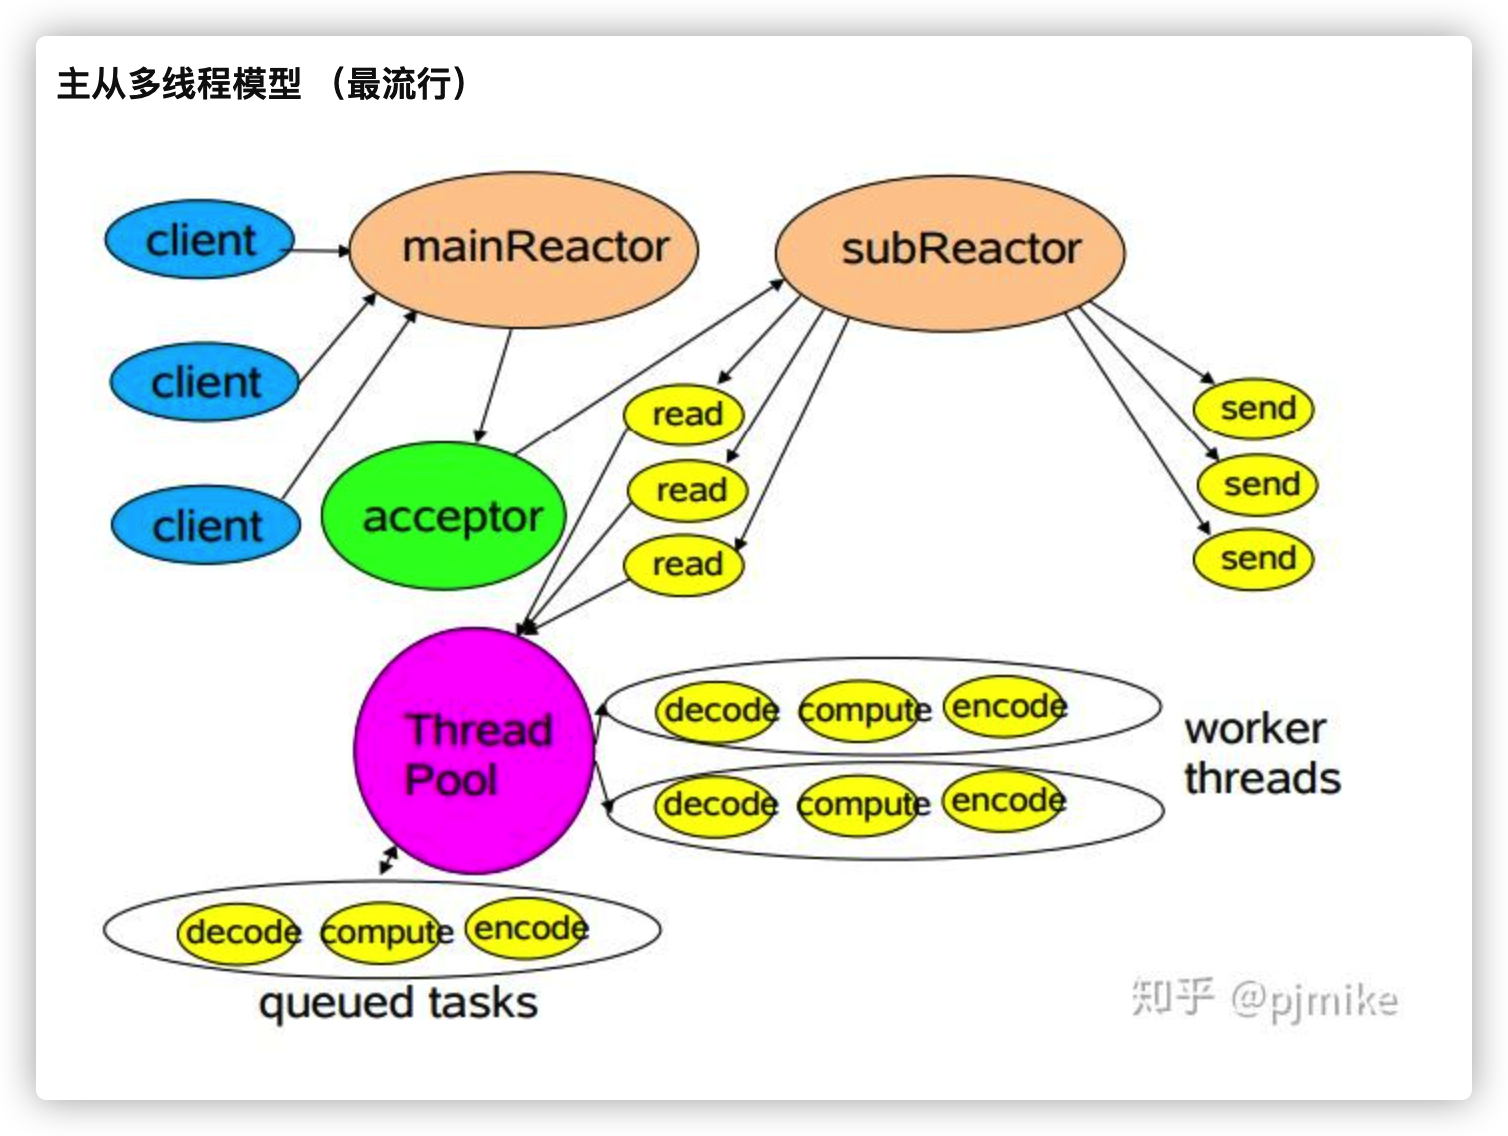 主从多线程模型 （最流行）
client
mainReactor
subReactor
client
client
acceptor
read
read
read
send
send
send
Thread
Pool
decode compute encode
decode compute encode
worker
threads
decode compute encode
queued tasks
知乎 @pjmike